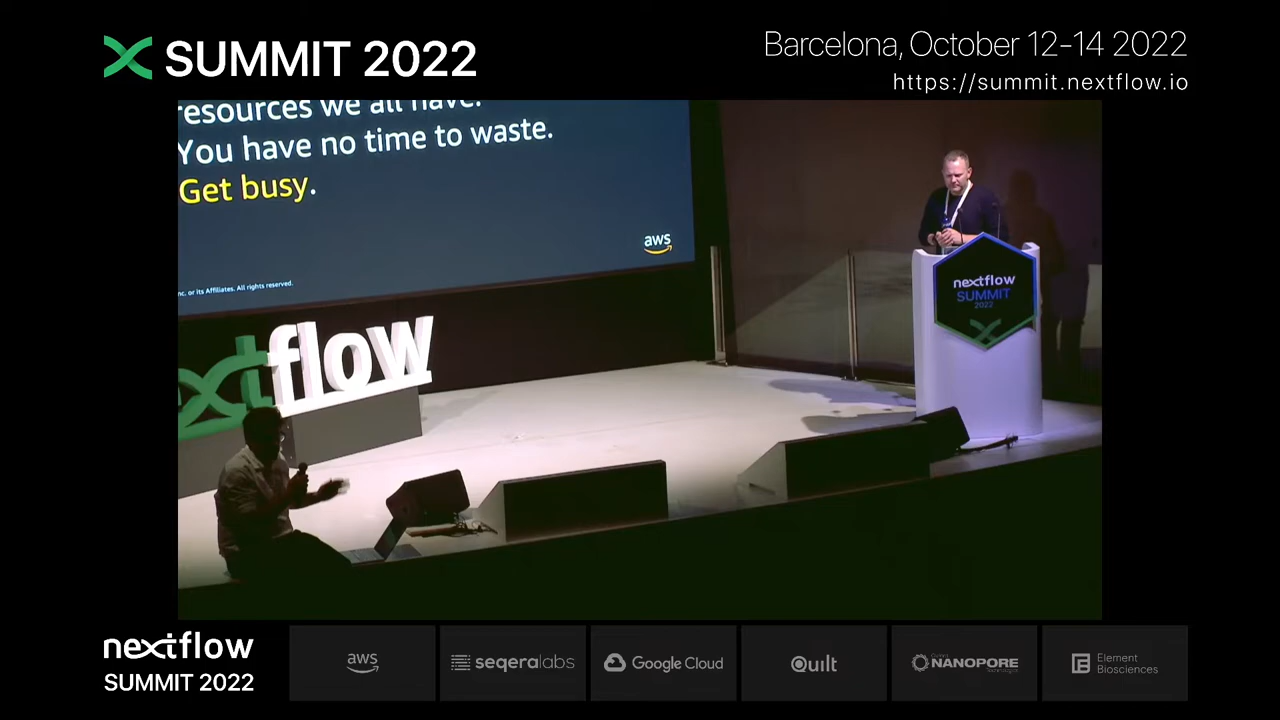 SUMMIT 2022
Barcelona, October 12-14 2022
https://summit.nextflow.io
resources we all have.
You have no time to waste.
Get busy.
aws
or its Affiliates. All rights reserved.
nextflow
SUMMIT
2022
xtflow
nextflow
SUMMIT 2022
aws
seqeralabs
Google Cloud
Quilt
NANOPORE
Element
Biosciences